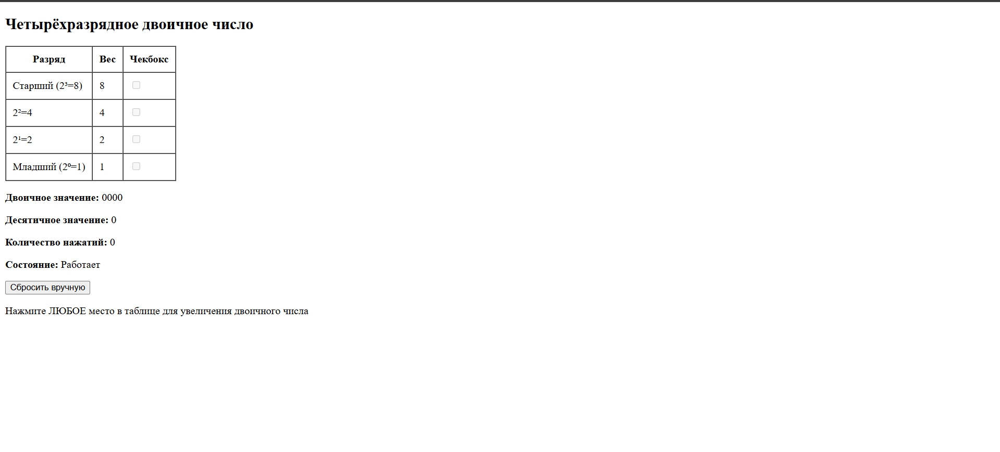 Четырёхразрядное двоичное число
Разряд Вес Чекбокс
Старший (2³=8) 8
2²=4 4
2¹=2 2
Младший (2⁰=1) 1
Двоичное значение: 0000
Десятичное значение: 0
Количество нажатий: 0
Состояние: Работает
Сбросить вручную
Нажмите ЛЮБОЕ место в таблице для увеличения двоичного числа